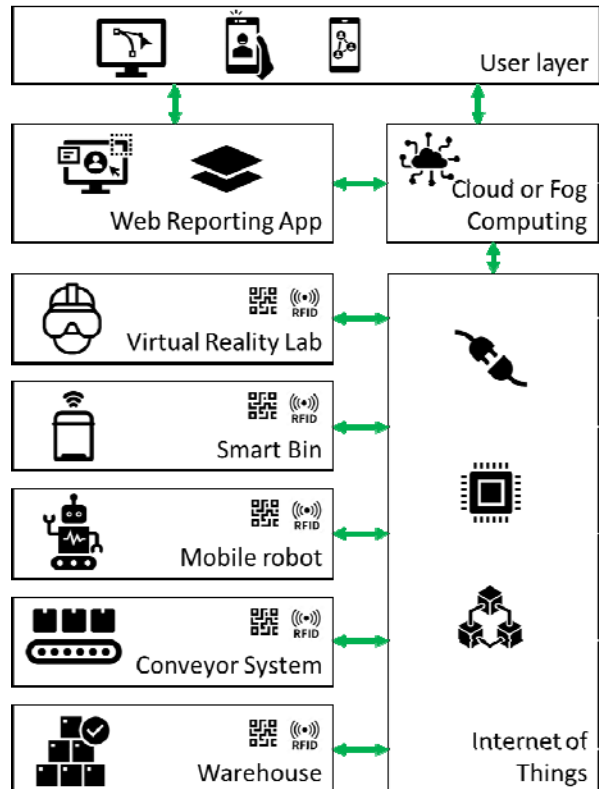 User layer
Web Reporting App
Cloud or Fog
Computing
RFID
Virtual Reality Lab
RFID
Smart Bin
RFID
Mobile robot
RFID
Conveyor System
RFID
Warehouse
Internet of
Things